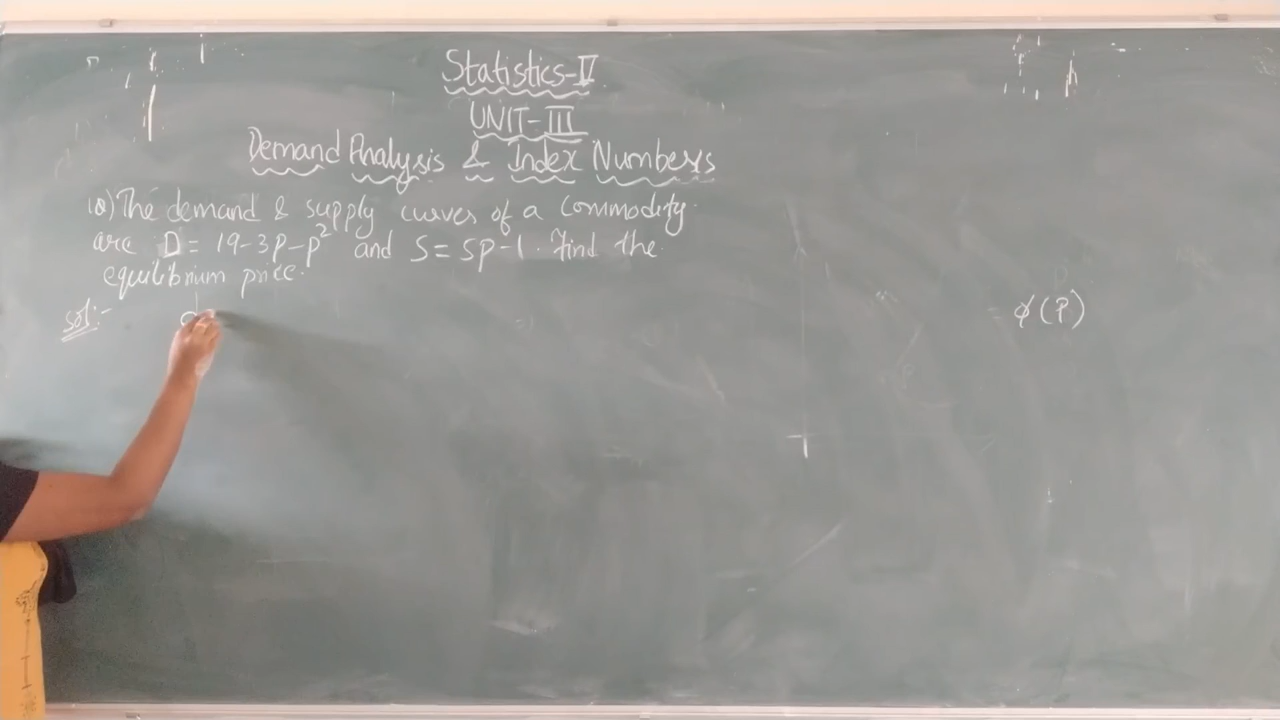 Statistics-V
UNIT-III
Demand Analysis & Index Numbers
10) The demand & supply curves of a commodity
are D = 19-3p-p² and S = 5p-1. Find the
equilibrium price.
Sol:-
ϕ(P)